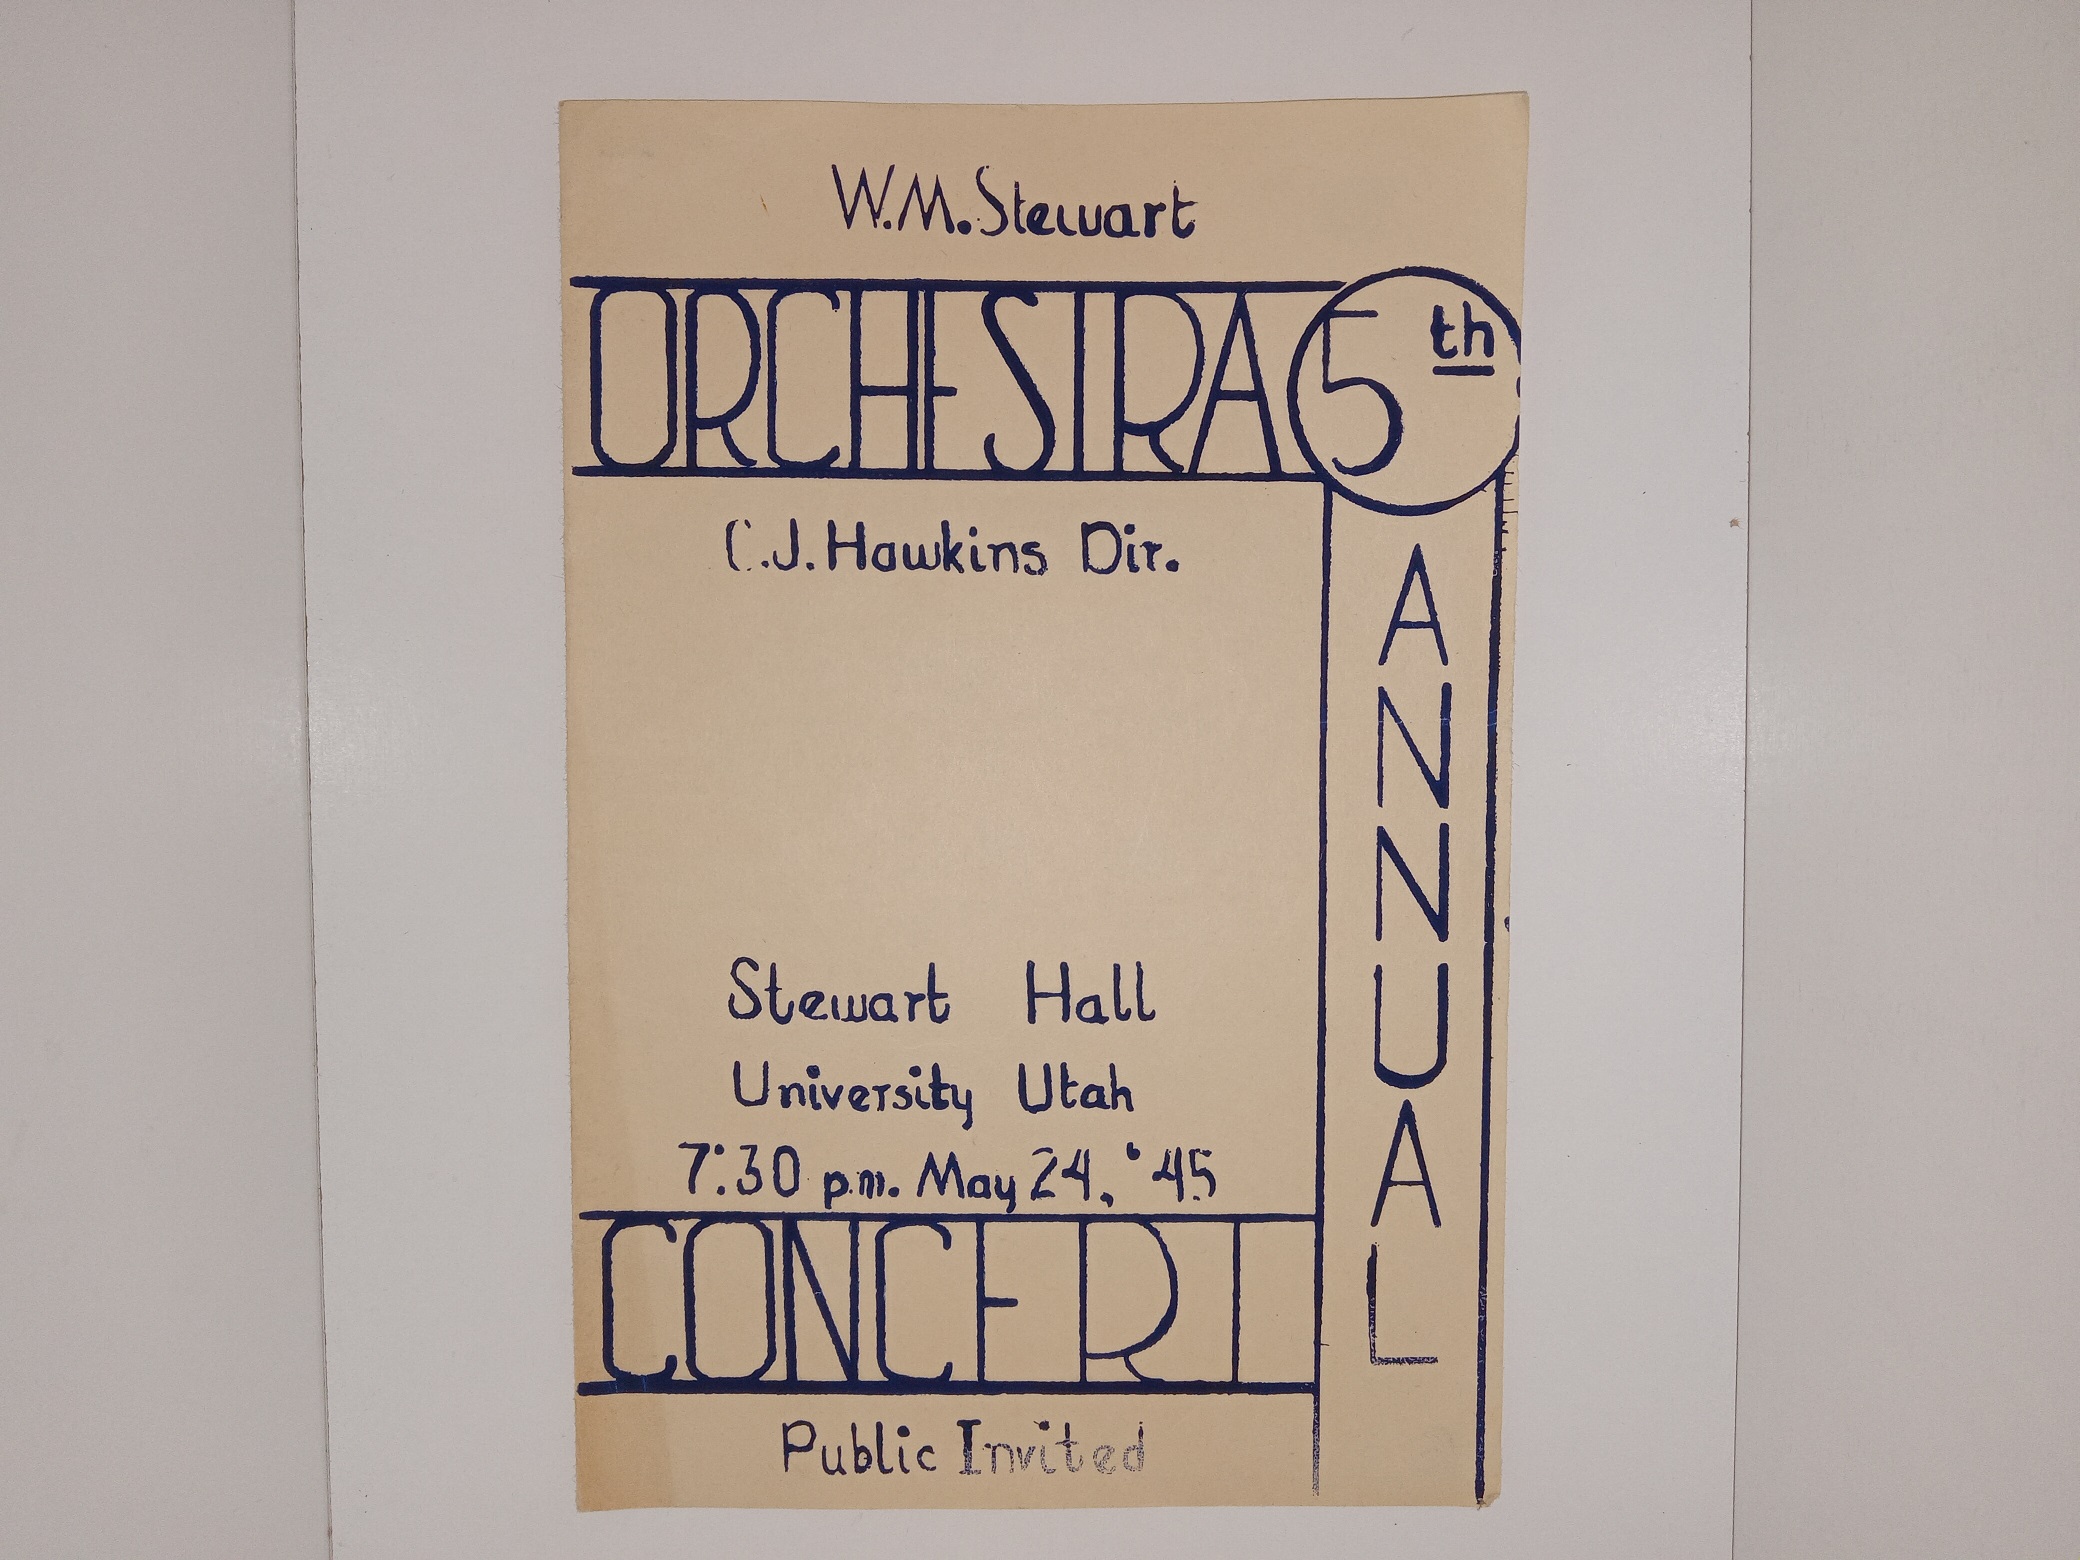 W.M. Stewart
ORCHESTRA 5th
C.J. Hawkins Dir.
ANNUAL
Stewart Hall
University Utah
7:30 p.m. May 24, '45
CONCERT
Public Invited